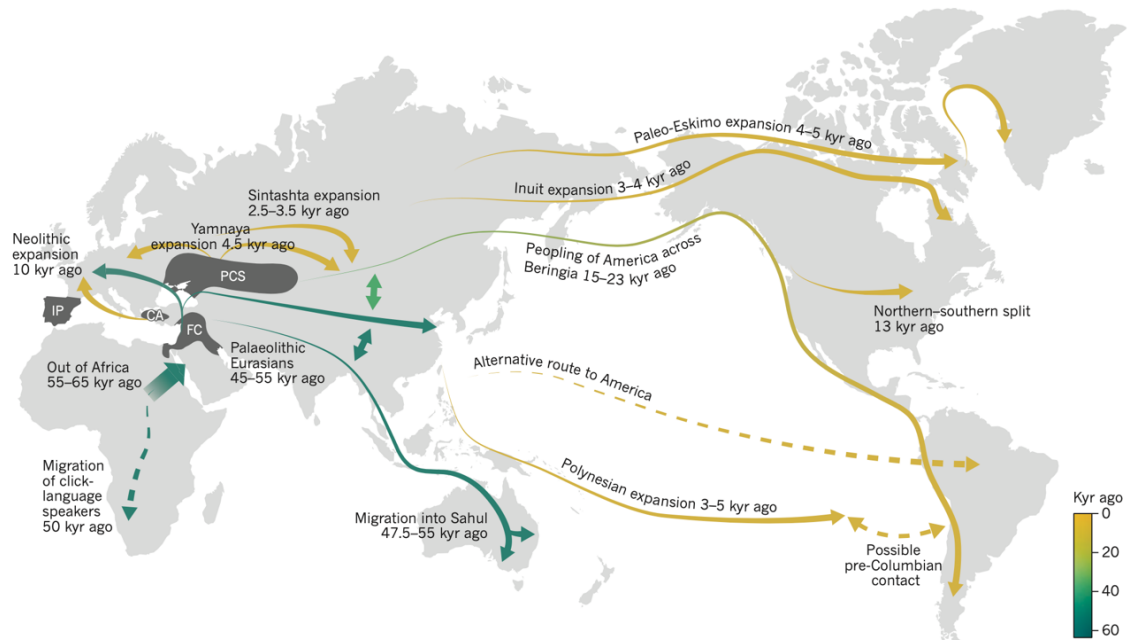 Paleo-Eskimo expansion 4–5 kyr ago
Inuit expansion 3–4 kyr ago
Sintashta expansion
2.5–3.5 kyr ago
Yamnaya
expansion 4.5 kyr ago
Neolithic
expansion
10 kyr ago
PCS
IP
CA
FC
Peopling of America across
Beringia 15–23 kyr ago
Northern–southern split
13 kyr ago
Out of Africa
55–65 kyr ago
Palaeolithic
Eurasians
45–55 kyr ago
Alternative route to America
Migration
of click-
language
speakers
50 kyr ago
Polynesian expansion 3–5 kyr ago
Migration into Sahul
47.5–55 kyr ago
Possible
pre-Columbian
contact
Kyr ago
0
20
40
60